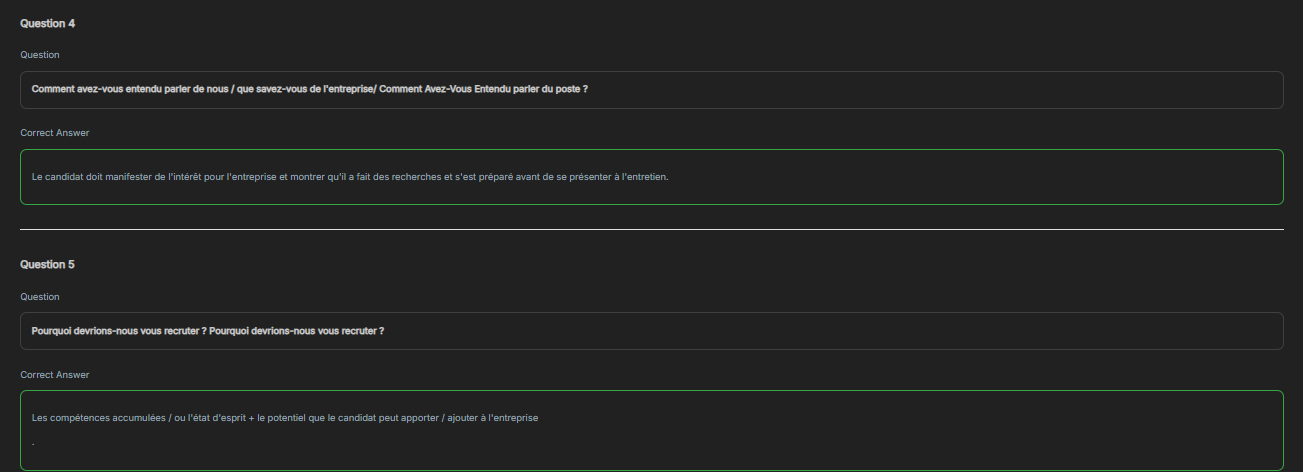 Question 4
Question
Comment avez-vous entendu parler de nous / que savez-vous de l'entreprise/ Comment Avez-Vous Entendu parler du poste ?
Correct Answer
Le candidat doit manifester de l'intérêt pour l'entreprise et montrer qu'il a fait des recherches et s'est préparé avant de se présenter à l'entretien.
Question 5
Question
Pourquoi devrions-nous vous recruter ? Pourquoi devrions-nous vous recruter ?
Correct Answer
Les compétences accumulées / ou l'état d'esprit + le potentiel que le candidat peut apporter / ajouter à l'entreprise
.